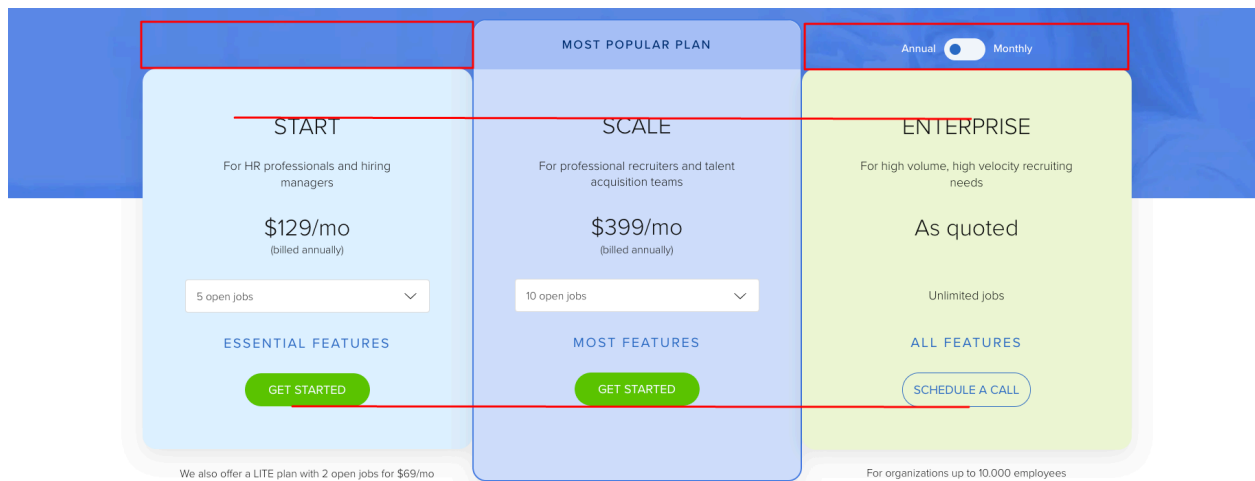 MOST POPULAR PLAN
Annual Monthly
START
For HR professionals and hiring
managers
$129/mo
(billed annually)
5 open jobs
ESSENTIAL FEATURES
GET STARTED
We also offer a LITE plan with 2 open jobs for $69/mo
SCALE
For professional recruiters and talent
acquisition teams
$399/mo
(billed annually)
10 open jobs
MOST FEATURES
GET STARTED
ENTERPRISE
For high volume, high velocity recruiting
needs
As quoted
Unlimited jobs
ALL FEATURES
SCHEDULE A CALL
For organizations up to 10.000 employees